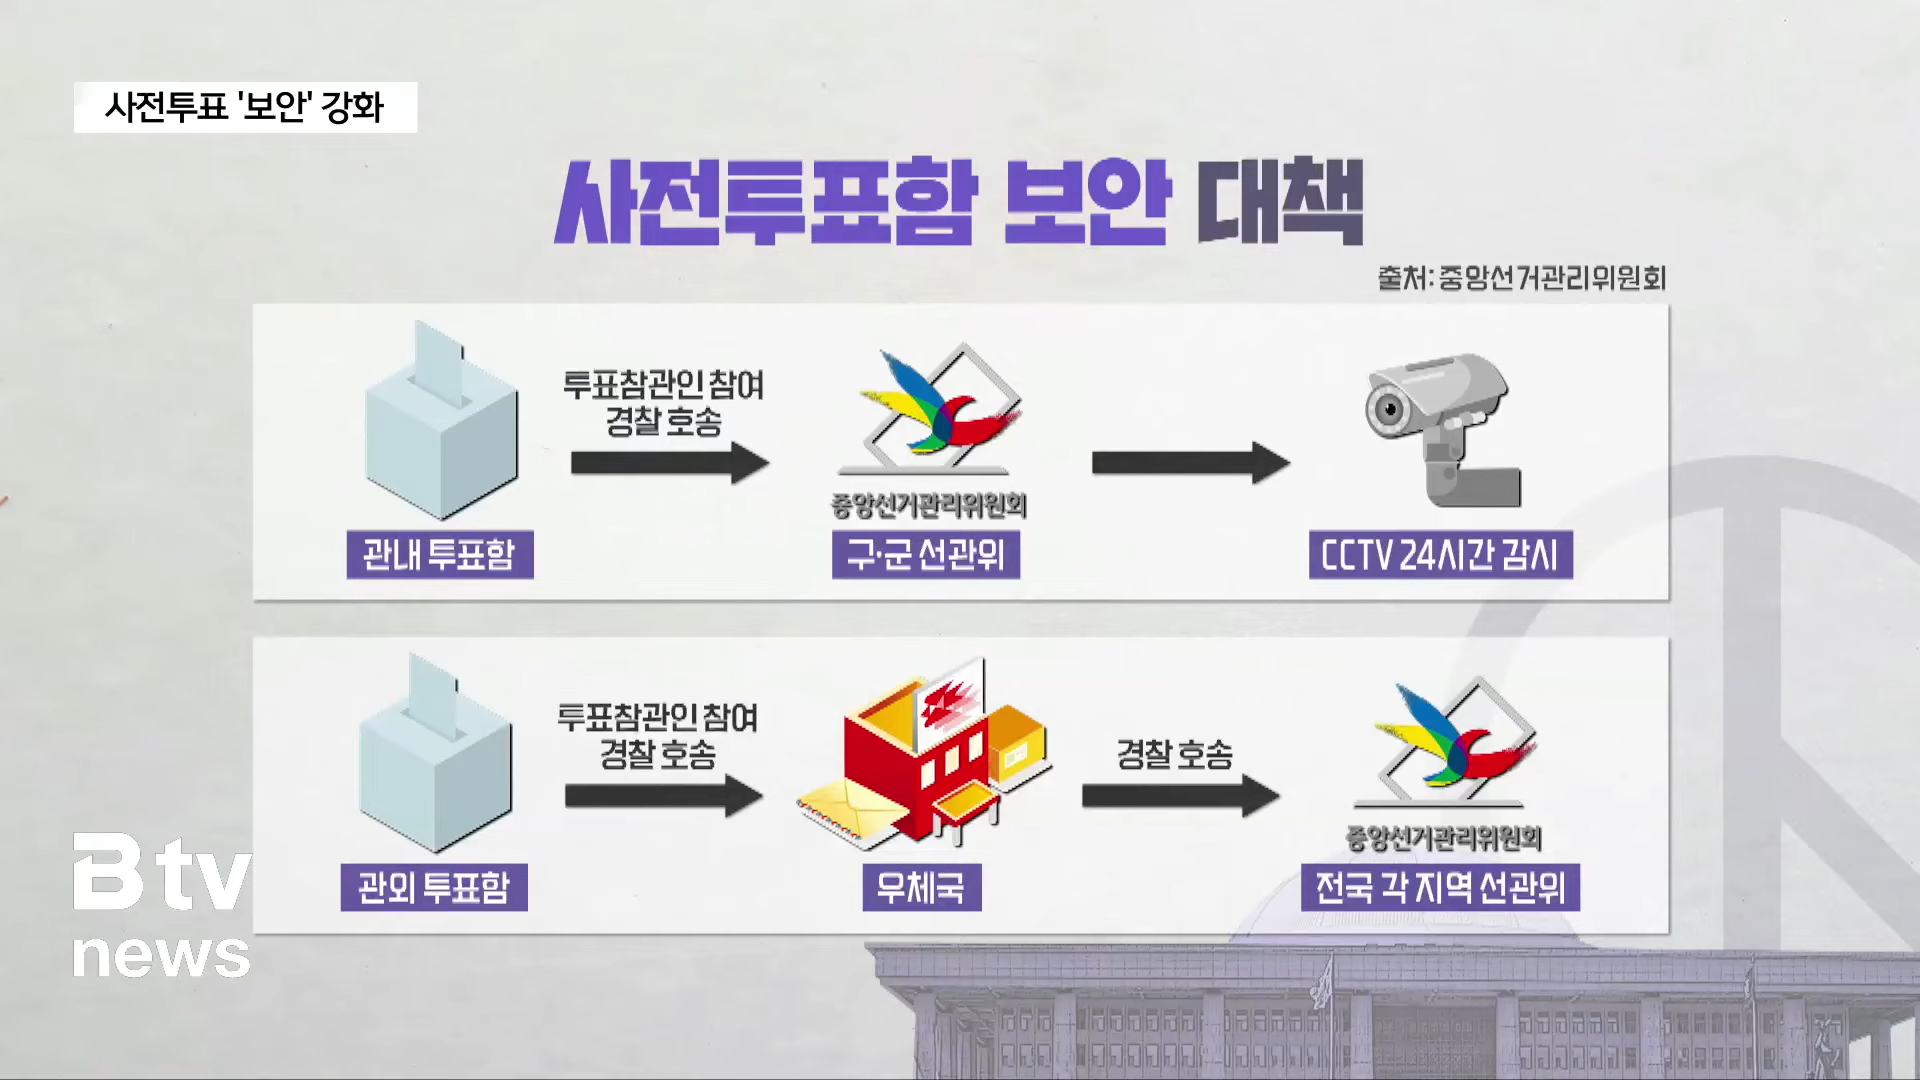 사전투표 '보안' 강화
사전투표함 보안 대책
출처: 중앙선거관리위원회
투표참관인 참여
경찰 호송
중앙선거관리위원회
관내 투표함
구·군 선관위
CCTV 24시간 감시
투표참관인 참여
경찰 호송
경찰 호송
중앙선거관리위원회
관외 투표함
우체국
전국 각 지역 선관위
B tv
news